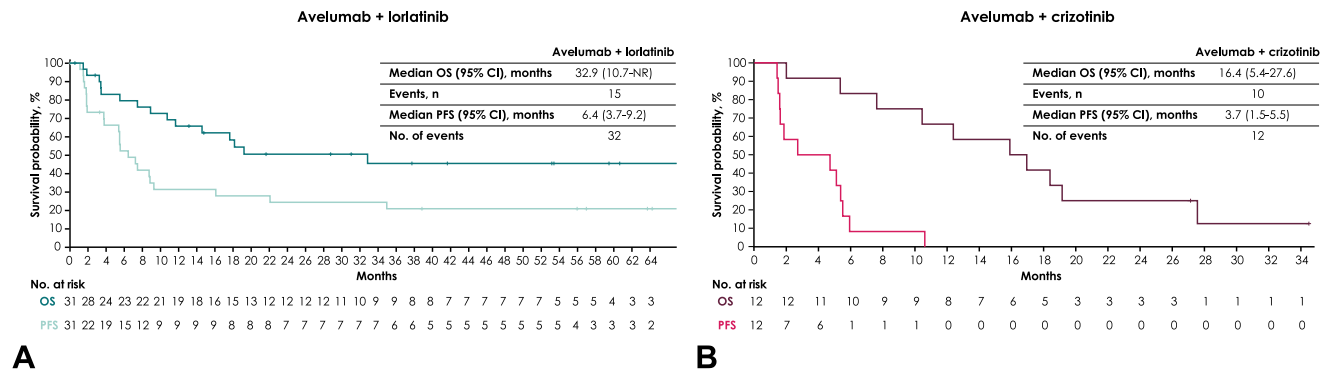 A
Avelumab + lorlatinib
Avelumab + lorlatinib
Median OS (95% CI), months 32.9 (10.7–NR)
Events, n 15
Median PFS (95% CI), months 6.4 (3.7–9.2)
No. of events 32
Survival probability, %
100
90
80
70
60
50
40
30
20
10
0
0 2 4 6 8 10 12 14 16 18 20 22 24 26 28 30 32 34 36 38 40 42 44 46 48 50 52 54 56 58 60 62 64
Months
No. at risk
OS 31 28 24 23 22 21 19 18 16 15 13 12 12 12 12 11 10 9 9 8 8 7 7 7 7 7 7 5 5 5 4 3 3
PFS 31 22 19 15 12 9 9 9 9 8 8 8 7 7 7 7 7 7 6 6 5 5 5 5 5 5 5 5 4 3 3 3 2
A
B
Avelumab + crizotinib
Avelumab + crizotinib
Median OS (95% CI), months 16.4 (5.4–27.6)
Events, n 10
Median PFS (95% CI), months 3.7 (1.5–5.5)
No. of events 12
Survival probability, %
100
90
80
70
60
50
40
30
20
10
0
0 2 4 6 8 10 12 14 16 18 20 22 24 26 28 30 32 34
Months
No. at risk
OS 12 12 11 10 9 9 8 7 6 5 3 3 3 3 1 1 1 1
PFS 12 7 6 1 1 1 0 0 0 0 0 0 0 0 0 0 0 0
B